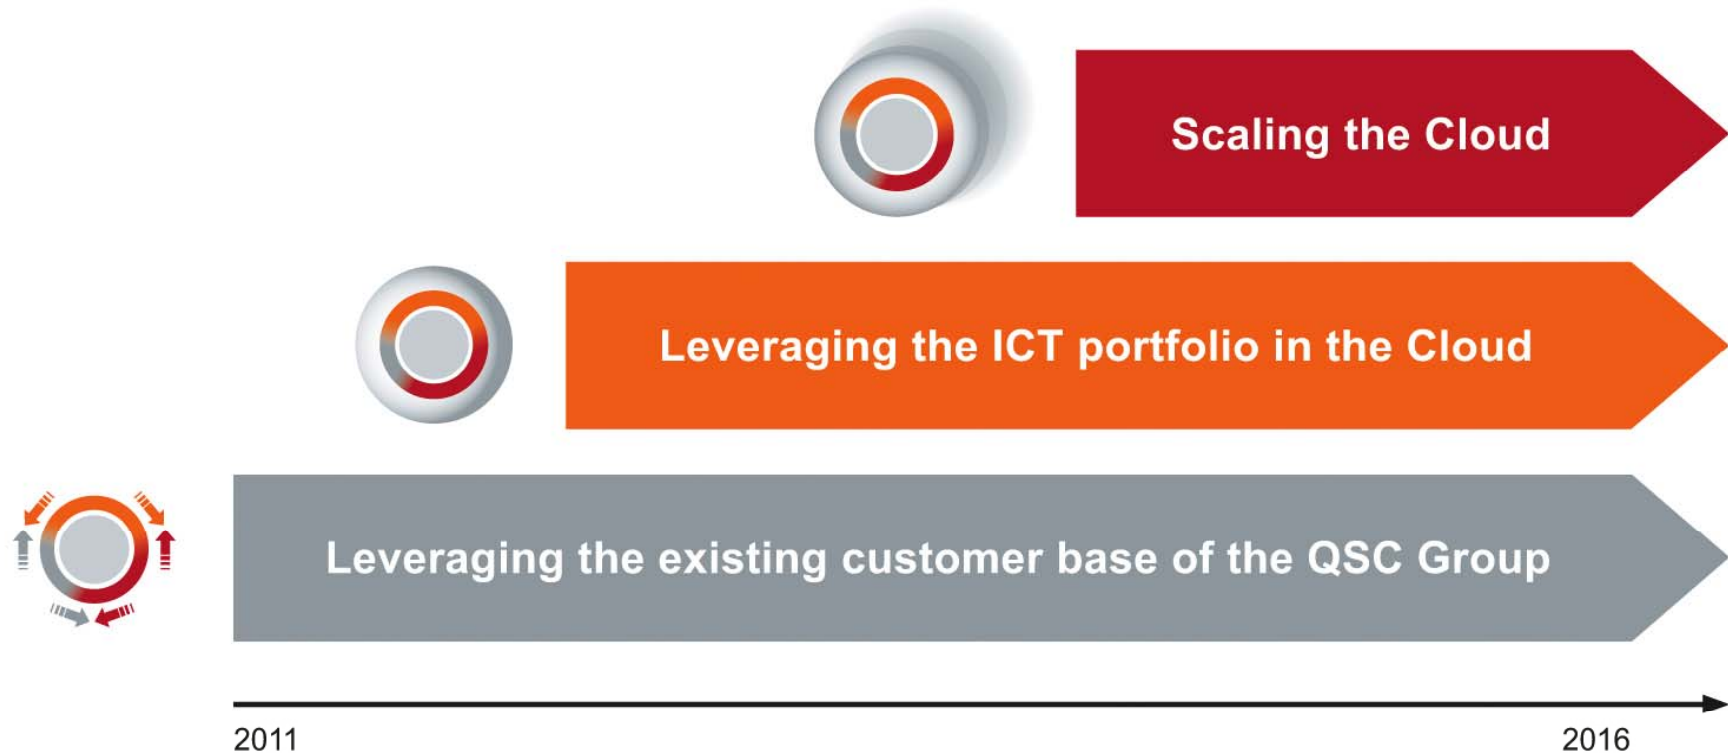 Scaling the Cloud
Leveraging the ICT portfolio in the Cloud
Leveraging the existing customer base of the QSC Group
2011
2016